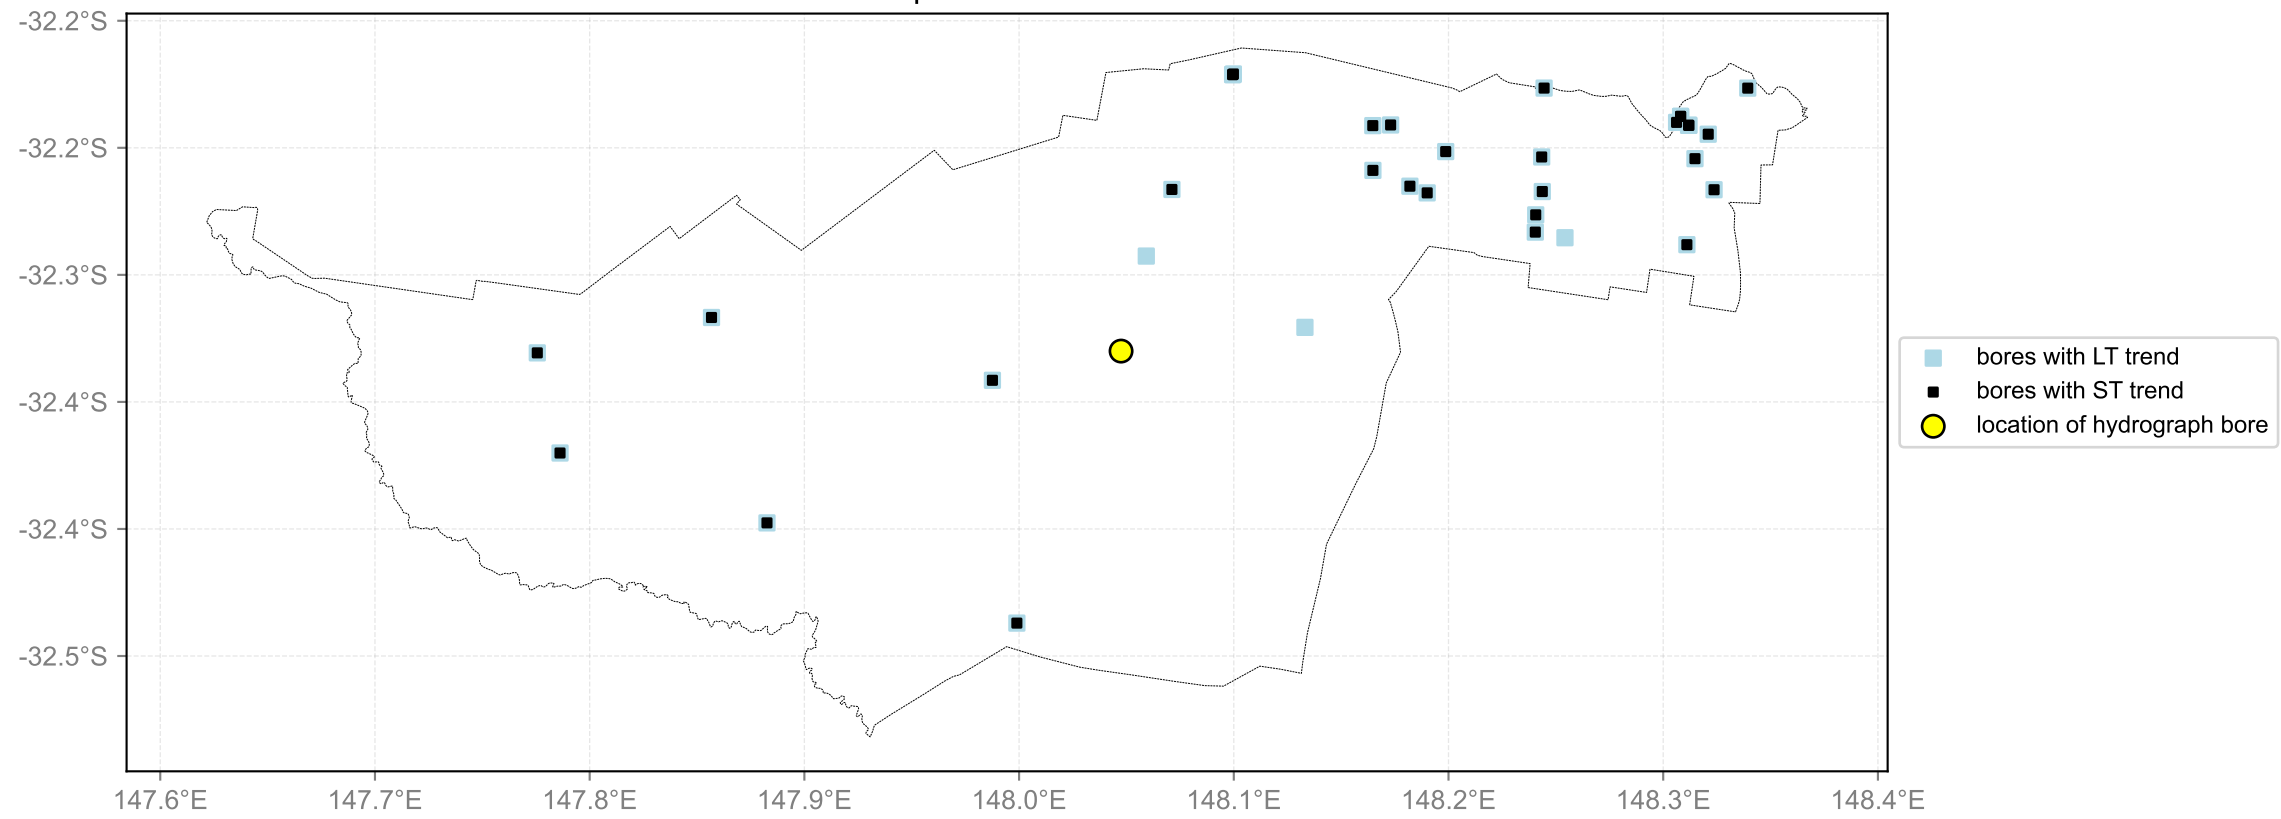 -32.2°S
-32.2°S
-32.3°S
-32.4°S
-32.4°S
-32.5°S
147.6°E 147.7°E 147.8°E 147.9°E 148.0°E 148.1°E 148.2°E 148.3°E 148.4°E
bores with LT trend
bores with ST trend
location of hydrograph bore